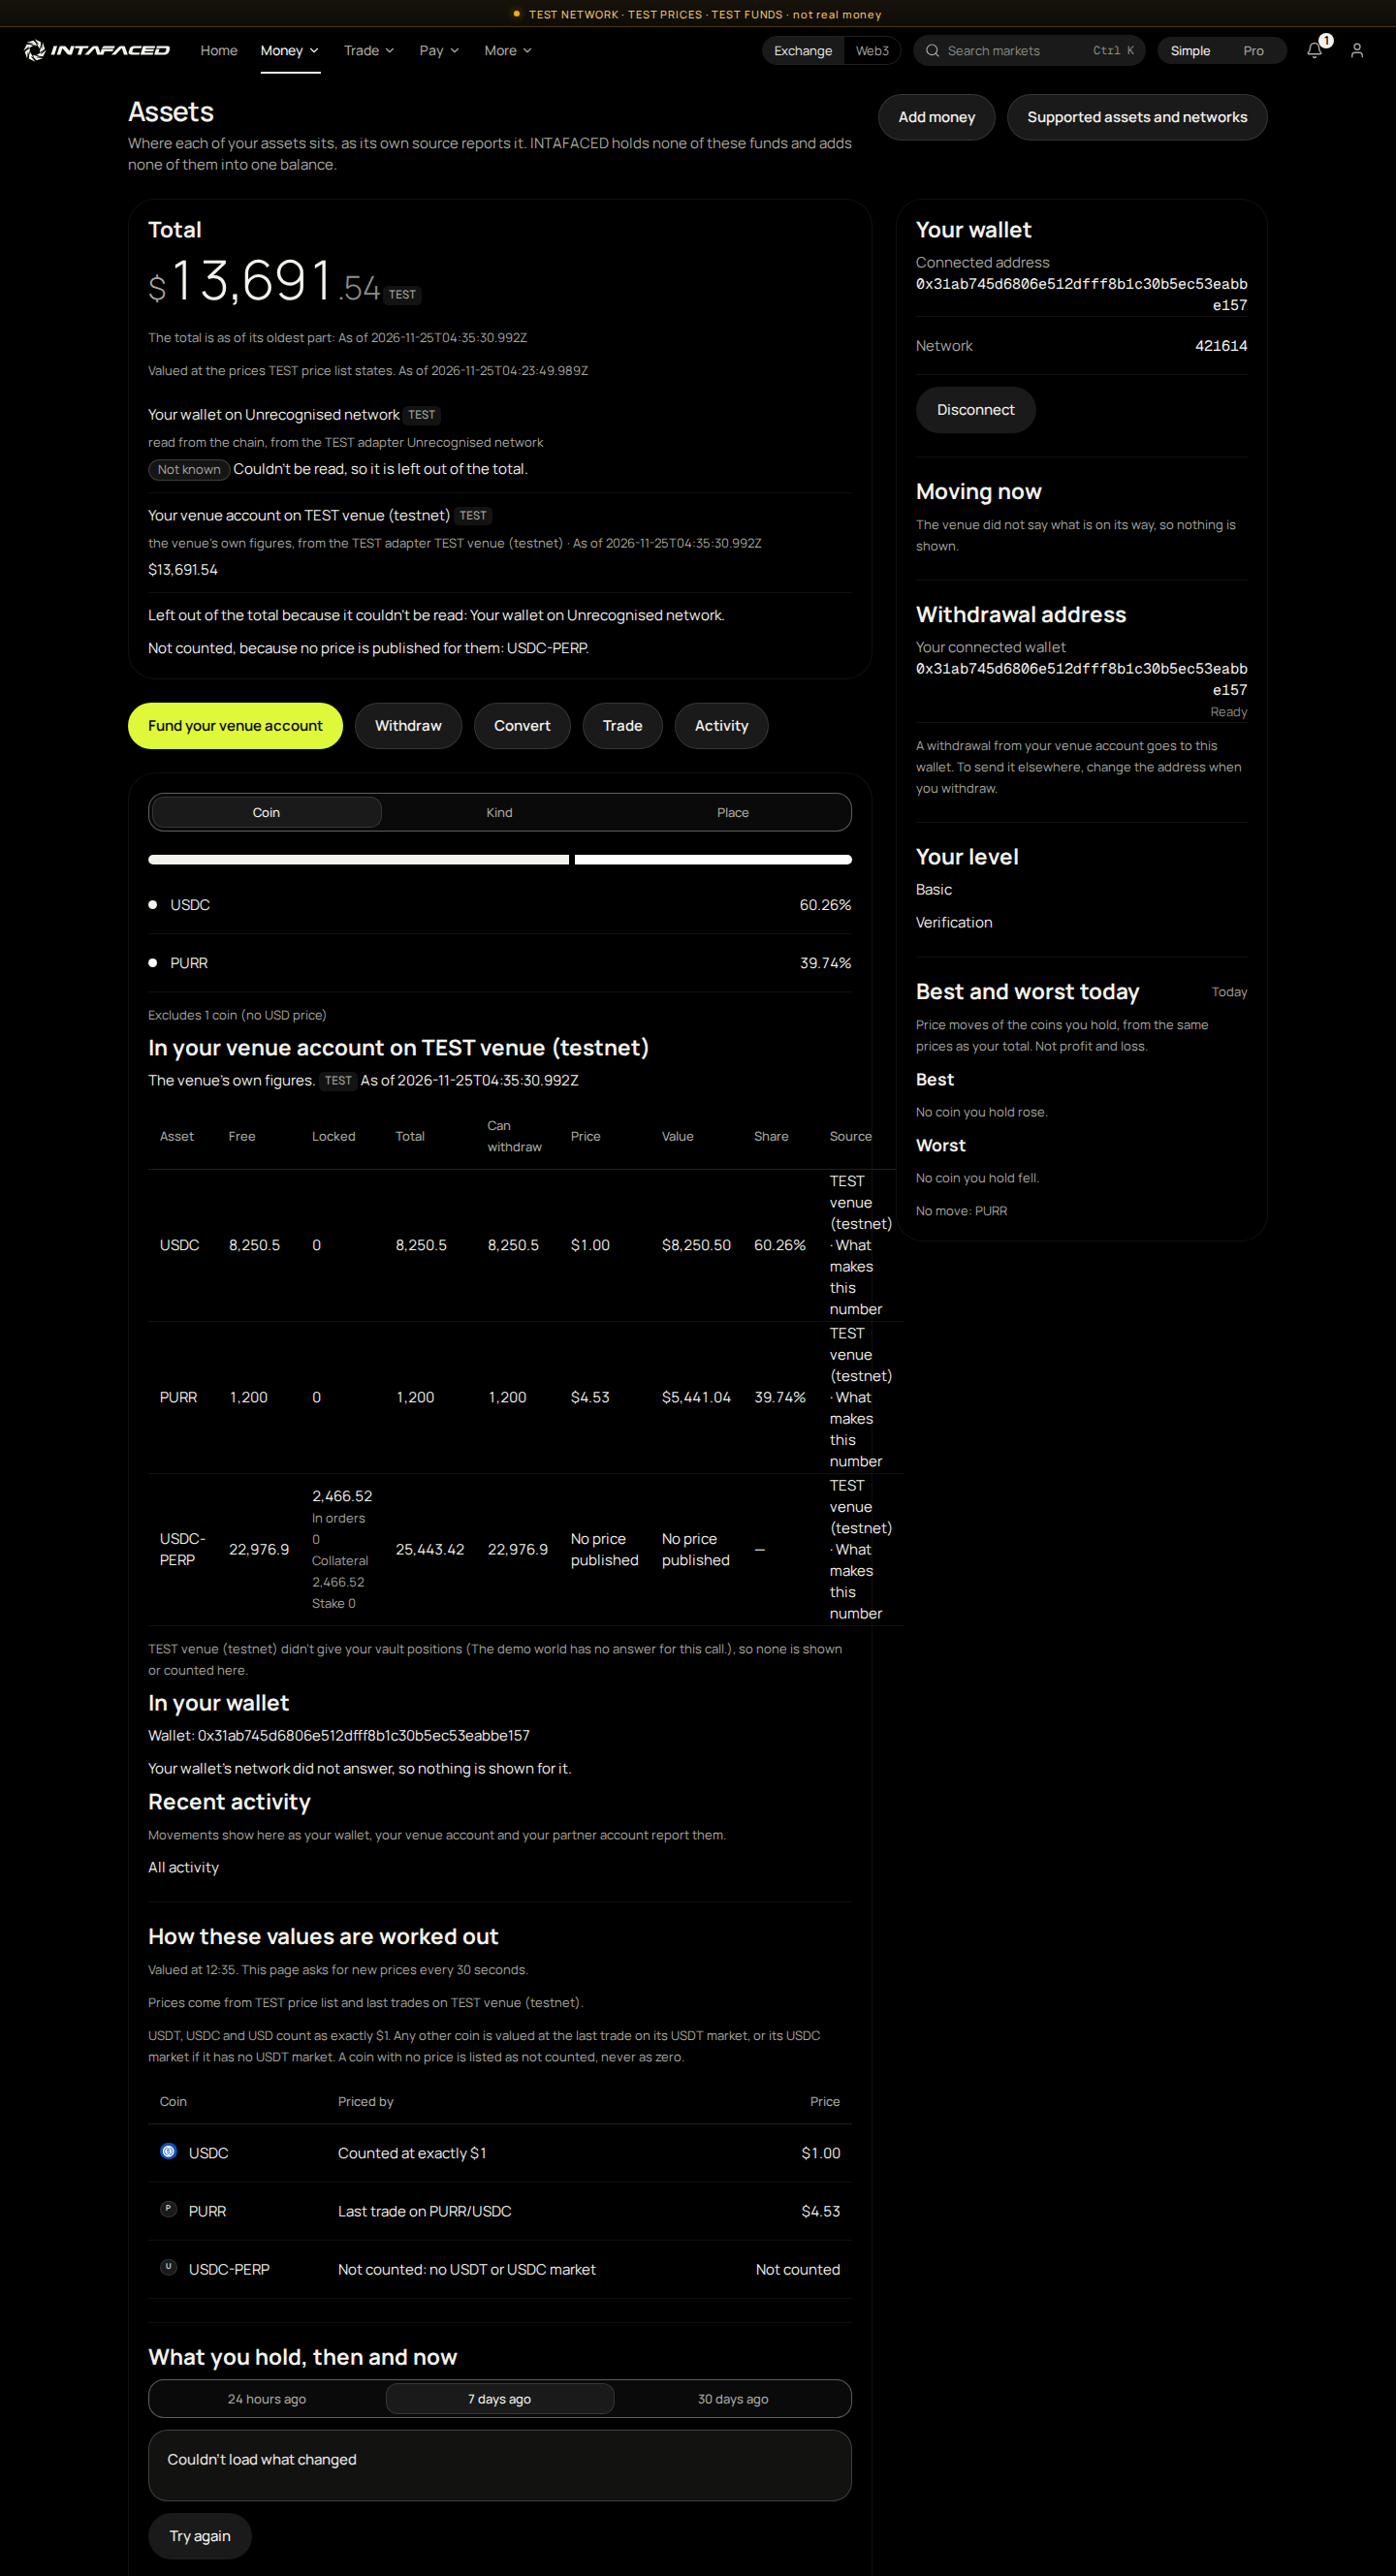 TEST NETWORK · TEST PRICES · TEST FUNDS · not real money
INTAFACED Home Money Trade Pay More Exchange Web3 Search markets Ctrl K Simple Pro 1
Assets
Add money Supported assets and networks
Where each of your assets sits, as its own source reports it. INTAFACED holds none of these funds and adds
none of them into one balance.
Total
$13,691.54 TEST
The total is as of its oldest part: As of 2026-11-25T04:35:30.992Z
Valued at the prices TEST price list states. As of 2026-11-25T04:23:49.989Z
Your wallet on Unrecognised network TEST
read from the chain, from the TEST adapter Unrecognised network
Not known Couldn't be read, so it is left out of the total.
Your venue account on TEST venue (testnet) TEST
the venue's own figures, from the TEST adapter TEST venue (testnet) · As of 2026-11-25T04:35:30.992Z
$13,691.54
Left out of the total because it couldn't be read: Your wallet on Unrecognised network.
Not counted, because no price is published for them: USDC-PERP.
Fund your venue account Withdraw Convert Trade Activity
Coin Kind Place
USDC 60.26%
PURR 39.74%
Excludes 1 coin (no USD price)
In your venue account on TEST venue (testnet)
The venue's own figures. TEST As of 2026-11-25T04:35:30.992Z
Asset Free Locked Total Can withdraw Price Value Share Source
USDC 8,250.5 0 8,250.5 8,250.5 $1.00 $8,250.50 60.26%
TEST
venue
(testnet)
· What
makes
this
number
PURR 1,200 0 1,200 1,200 $4.53 $5,441.04 39.74%
TEST
venue
(testnet)
· What
makes
this
number
USDC-PERP 22,976.9
2,466.52
In orders
0
Collateral
2,466.52
Stake 0
25,443.42 22,976.9 No price published No price published —
TEST
venue
(testnet)
· What
makes
this
number
TEST venue (testnet) didn't give your vault positions (The demo world has no answer for this call.), so none is shown
or counted here.
In your wallet
Wallet: 0x31ab745d6806e512dfff8b1c30b5ec53eabbe157
Your wallet's network did not answer, so nothing is shown for it.
Recent activity
Movements show here as your wallet, your venue account and your partner account report them.
All activity
How these values are worked out
Valued at 12:35. This page asks for new prices every 30 seconds.
Prices come from TEST price list and last trades on TEST venue (testnet).
USDT, USDC and USD count as exactly $1. Any other coin is valued at the last trade on its USDT market, or its USDC
market if it has no USDT market. A coin with no price is listed as not counted, never as zero.
Coin Priced by Price
USDC Counted at exactly $1 $1.00
P PURR Last trade on PURR/USDC $4.53
U USDC-PERP Not counted: no USDT or USDC market Not counted
What you hold, then and now
24 hours ago 7 days ago 30 days ago
Couldn't load what changed
Try again
Your wallet
Connected address
0x31ab745d6806e512dfff8b1c30b5ec53eabb
e157
Network 421614
Disconnect
Moving now
The venue did not say what is on its way, so nothing is
shown.
Withdrawal address
Your connected wallet
0x31ab745d6806e512dfff8b1c30b5ec53eabb
e157
Ready
A withdrawal from your venue account goes to this
wallet. To send it elsewhere, change the address when
you withdraw.
Your level
Basic
Verification
Best and worst today Today
Price moves of the coins you hold, from the same
prices as your total. Not profit and loss.
Best
No coin you hold rose.
Worst
No coin you hold fell.
No move: PURR